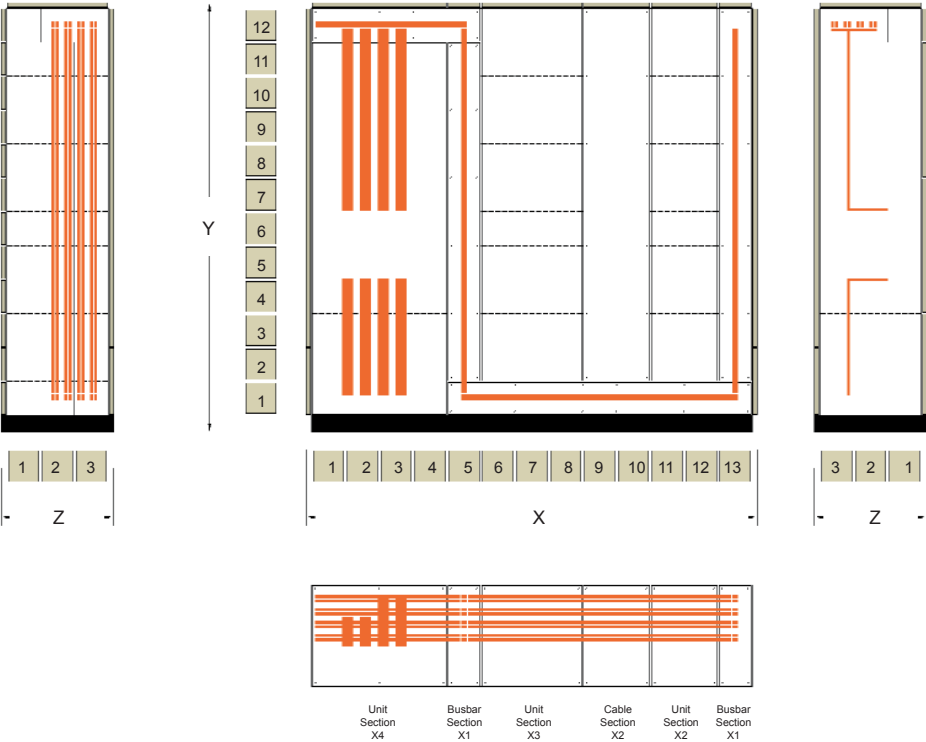 12
11
10
9
8
7
6
5
4
3
2
1
Y
1 2 3
1 2 3 4 5 6 7 8 9 10 11 12 13
3 2 1
Z
X
Z
Unit
Section
X4
Busbar
Section
X1
Unit
Section
X3
Cable
Section
X2
Unit
Section
X2
Busbar
Section
X1